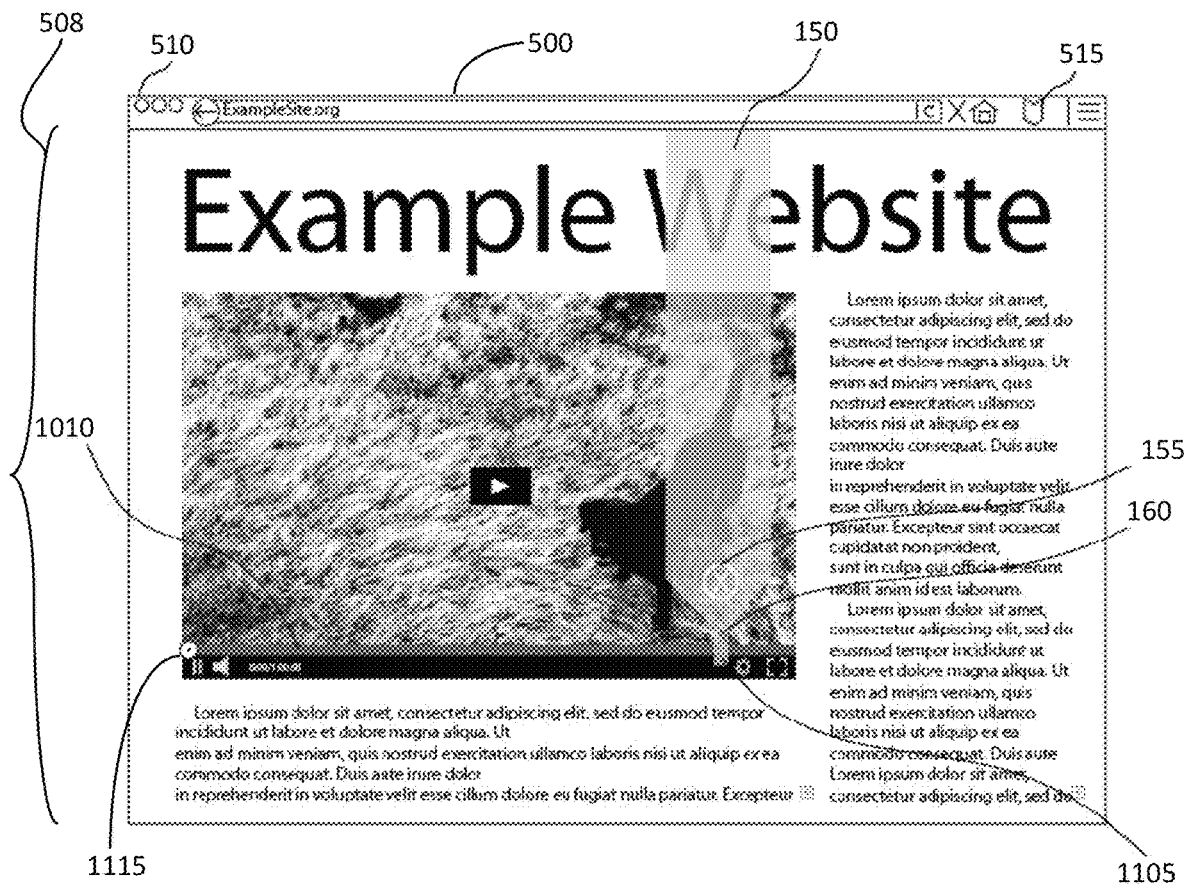 508
510
500
150
515
ExampleSite.org
Example Website
Lorem ipsum dolor sit amet,
consectetur adipiscing elit, sed do
eusmod tempor incididunt ut
labore et dolore magna aliqua. Ut
enim ad minim veniam, quis
nostrud exercitation ullamco
laboris nisi ut aliquip ex ea
commodo consequat. Duis aute
irure dolor
in reprehenderit in voluptate velit
esse cillum dolore eu fugiat nulla
pariatur. Excepteur sint occaecat
cupidatat non proident,
sunt in culpa qui officia deserunt
mollit anim id est laborum.
Lorem ipsum dolor sit amet,
consectetur adipiscing elit, sed do
eusmod tempor incididunt ut
labore et dolore magna aliqua. Ut
enim ad minim veniam, quis
nostrud exercitation ullamco
laboris nisi ut aliquip ex ea
commodo consequat. Duis aute
Lorem ipsum dolor sit amet,
consectetur adipiscing elit, sed do
1010
155
160
Lorem ipsum dolor sit amet, consectetur adipiscing elit, sed do eusmod tempor
incididunt ut labore et dolore magna aliqua. Ut
enim ad minim veniam, quis nostrud exercitation ullamco laboris nisi ut aliquip ex ea
commodo consequat. Duis aute irure dolor
in reprehenderit in voluptate velit esse cillum dolore eu fugiat nulla pariatur. Excepteur
1115
1105